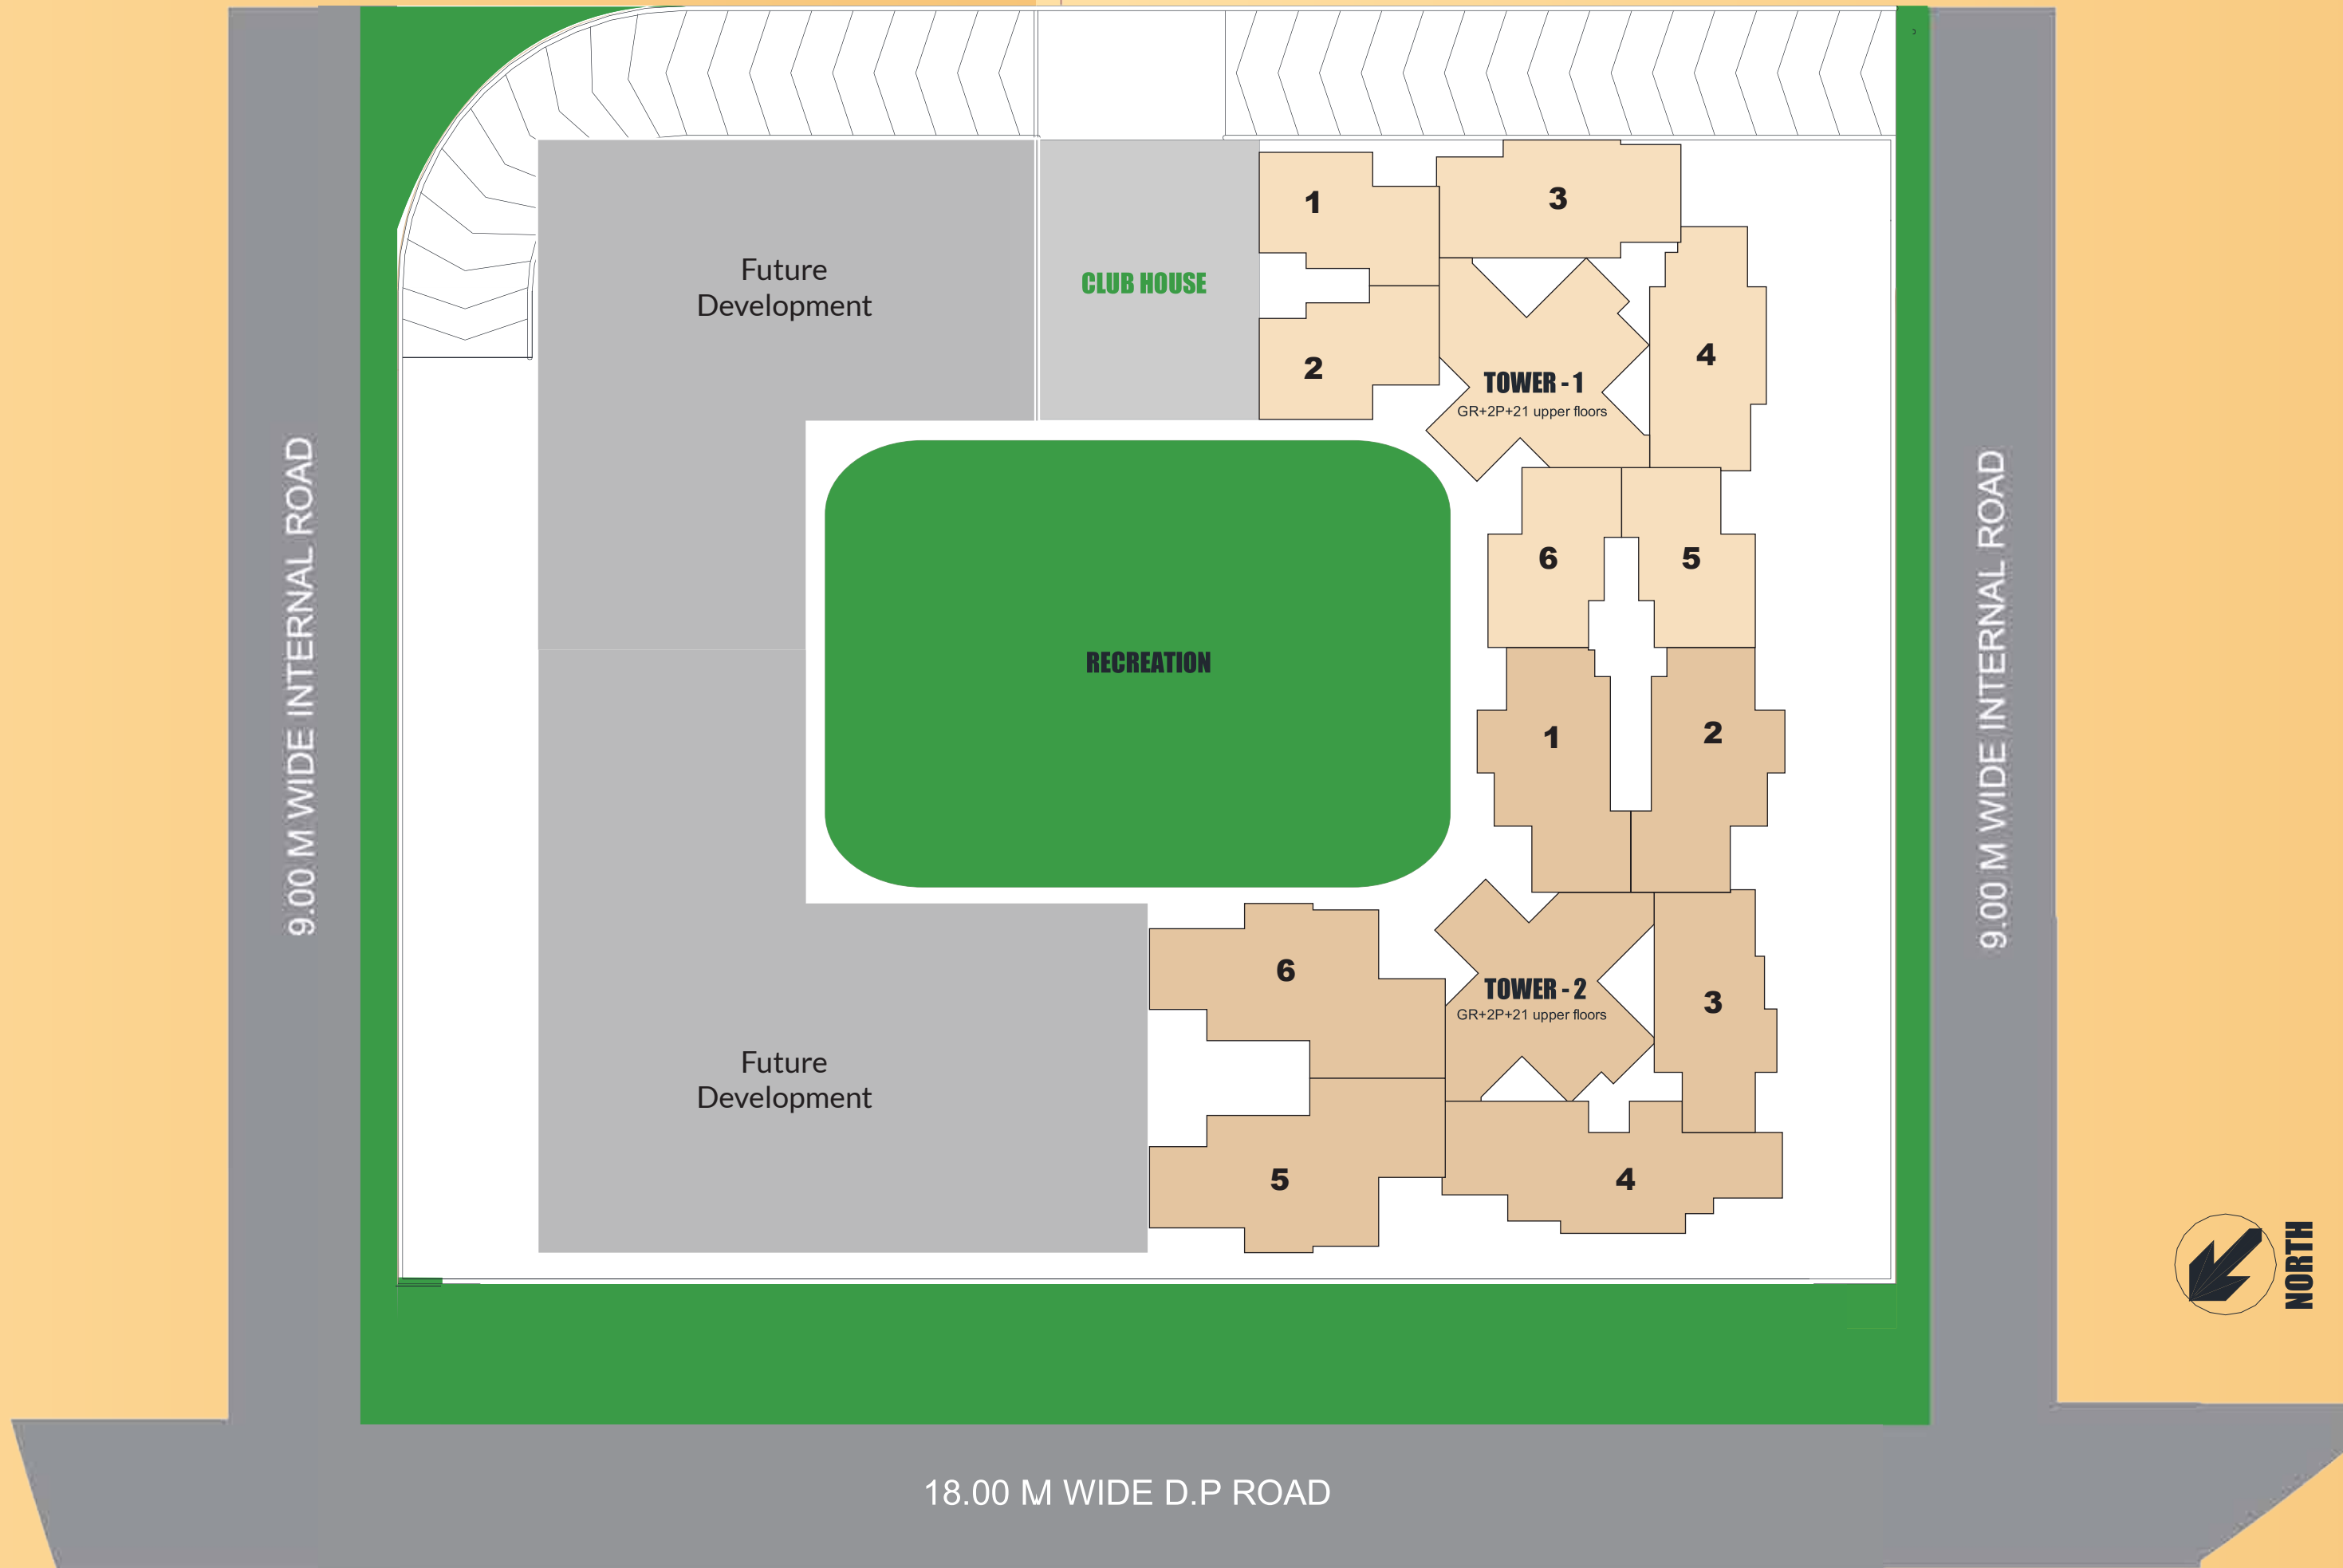 1
3
Future
Development
CLUB HOUSE
2
4
TOWER - 1
GR+2P+21 upper floors
9.00 M WIDE INTERNAL ROAD
9.00 M WIDE INTERNAL ROAD
6
5
RECREATION
1
2
6
TOWER - 2
GR+2P+21 upper floors
3
Future
Development
5
4
NORTH
18.00 M WIDE D.P ROAD